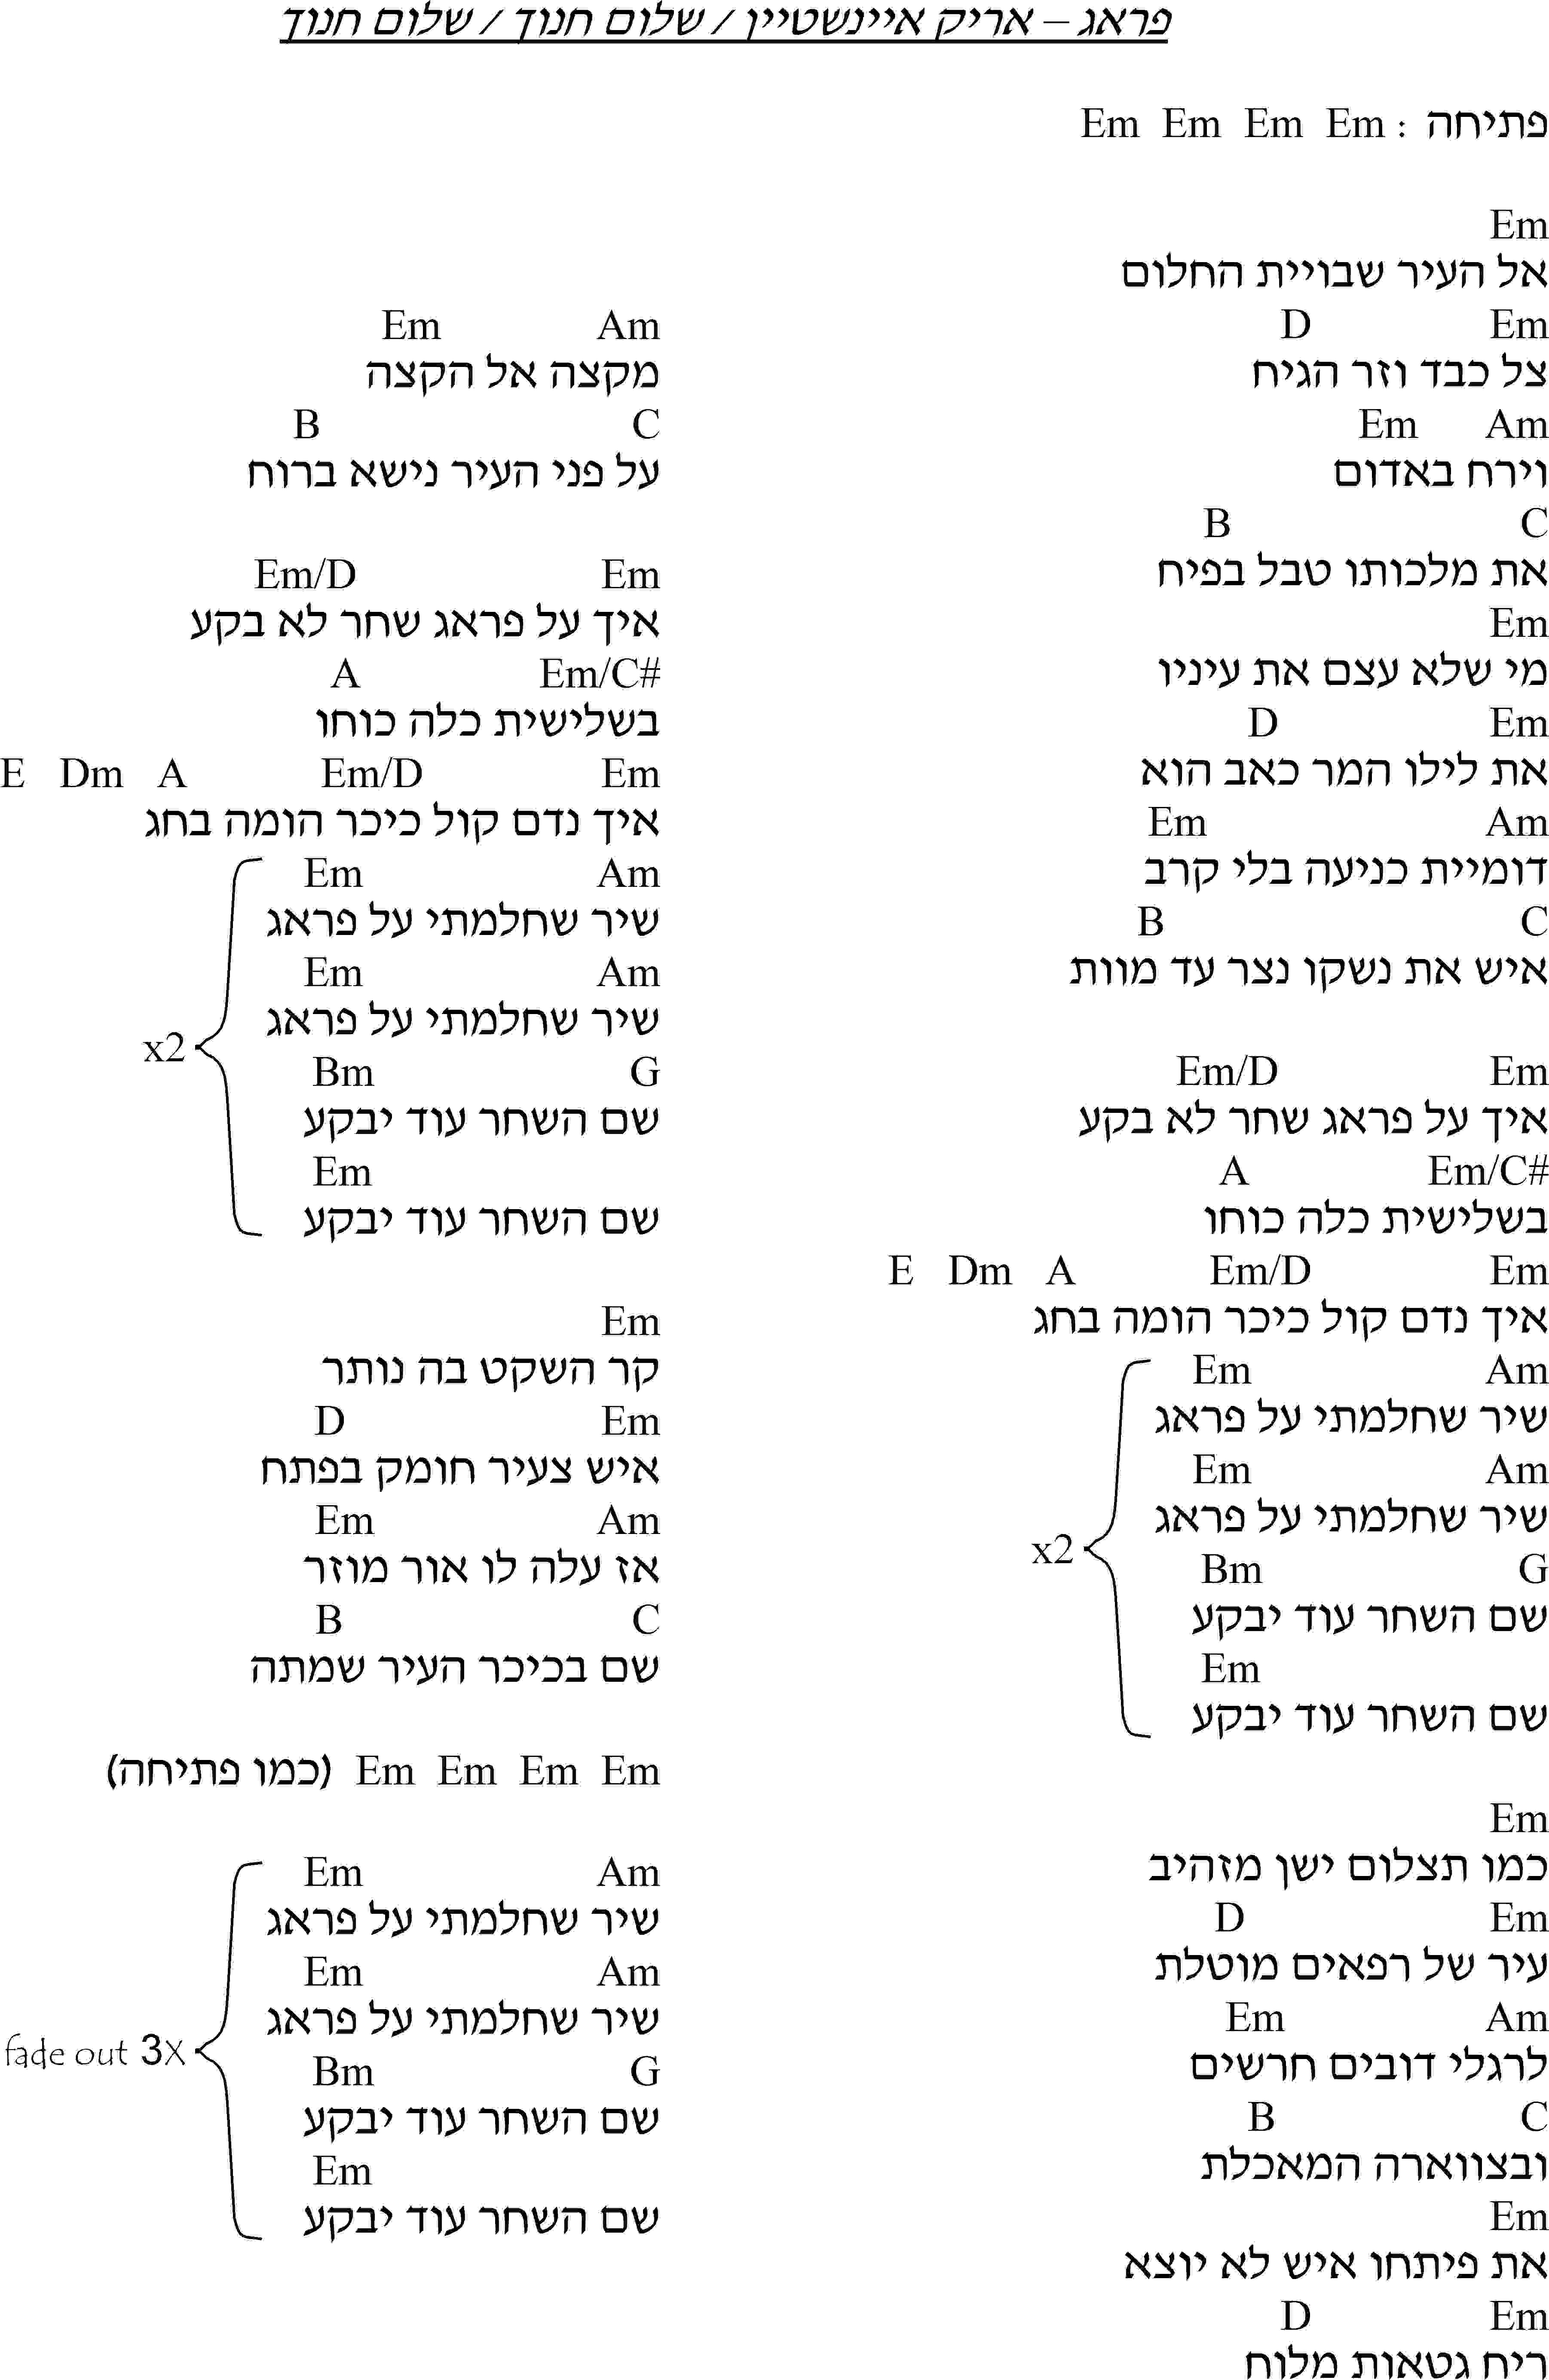 פראג – אריק איינשטיין / שלום חנוך / שלום חנוך
פתיחה : Em Em Em Em
Em
אל העיר שבויית החלום
Em D
צל כבד וזר הגיח
Am Em
וירח באדום
C B
את מלכותו טבל בפיח
Em
מי שלא עצם את עיניו
Em D
את לילו המר כאב הוא
Am Em
דומיית כניעה בלי קרב
C B
איש את נשקו נצר עד מוות
Em Em/D
איך על פראג שחר לא בקע
Em/C# A
בשלישית כלה כוחו
Em Em/D A Dm E
איך נדם קול כיכר הומה בחג
Am Em
שיר שחלמתי על פראג
Am Em
שיר שחלמתי על פראג
x2
G Bm
שם השחר עוד יבקע
Em
שם השחר עוד יבקע
Em
כמו תצלום ישן מזהיב
Em D
עיר של רפאים מוטלת
Am Em
לרגלי דובים חרשים
C B
ובצווארה המאכלת
Em
את פיתחו איש לא יוצא
Em D
ריח גטאות מלוח
Am Em
מקצה אל הקצה
C B
על פני העיר נישא ברוח
Em Em/D
איך על פראג שחר לא בקע
Em/C# A
בשלישית כלה כוחו
Em Em/D A Dm E
איך נדם קול כיכר הומה בחג
Am Em
שיר שחלמתי על פראג
Am Em
שיר שחלמתי על פראג
x2
G Bm
שם השחר עוד יבקע
Em
שם השחר עוד יבקע
Em
קר השקט בה נותר
Em D
איש צעיר חומק בפתח
Am Em
אז עלה לו אור מוזר
C B
שם בכיכר העיר שמתה
Em Em Em Em (כמו פתיחה)
Am Em
שיר שחלמתי על פראג
Am Em
שיר שחלמתי על פראג
fade out 3x
G Bm
שם השחר עוד יבקע
Em
שם השחר עוד יבקע